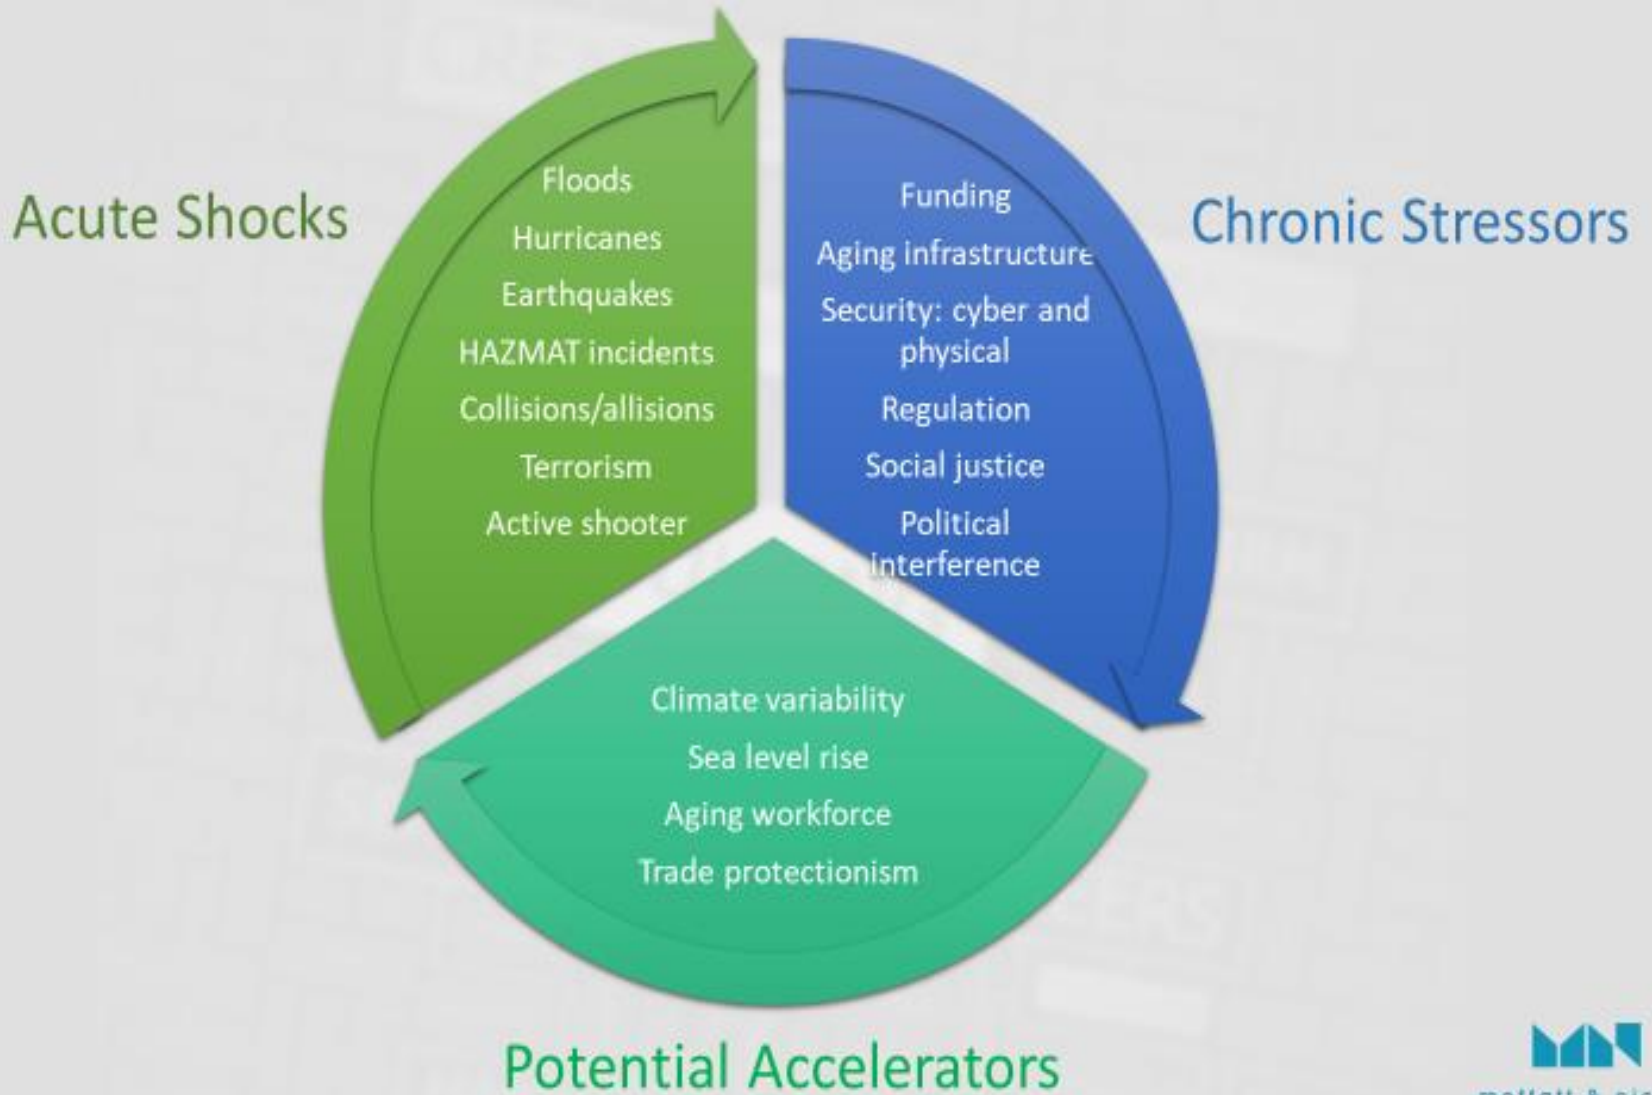 Acute Shocks
Floods
Hurricanes
Earthquakes
HAZMAT incidents
Collisions/allisions
Terrorism
Active shooter
Chronic Stressors
Funding
Aging infrastructure
Security: cyber and
physical
Regulation
Social justice
Political
interference
Climate variability
Sea level rise
Aging workforce
Trade protectionism
Potential Accelerators